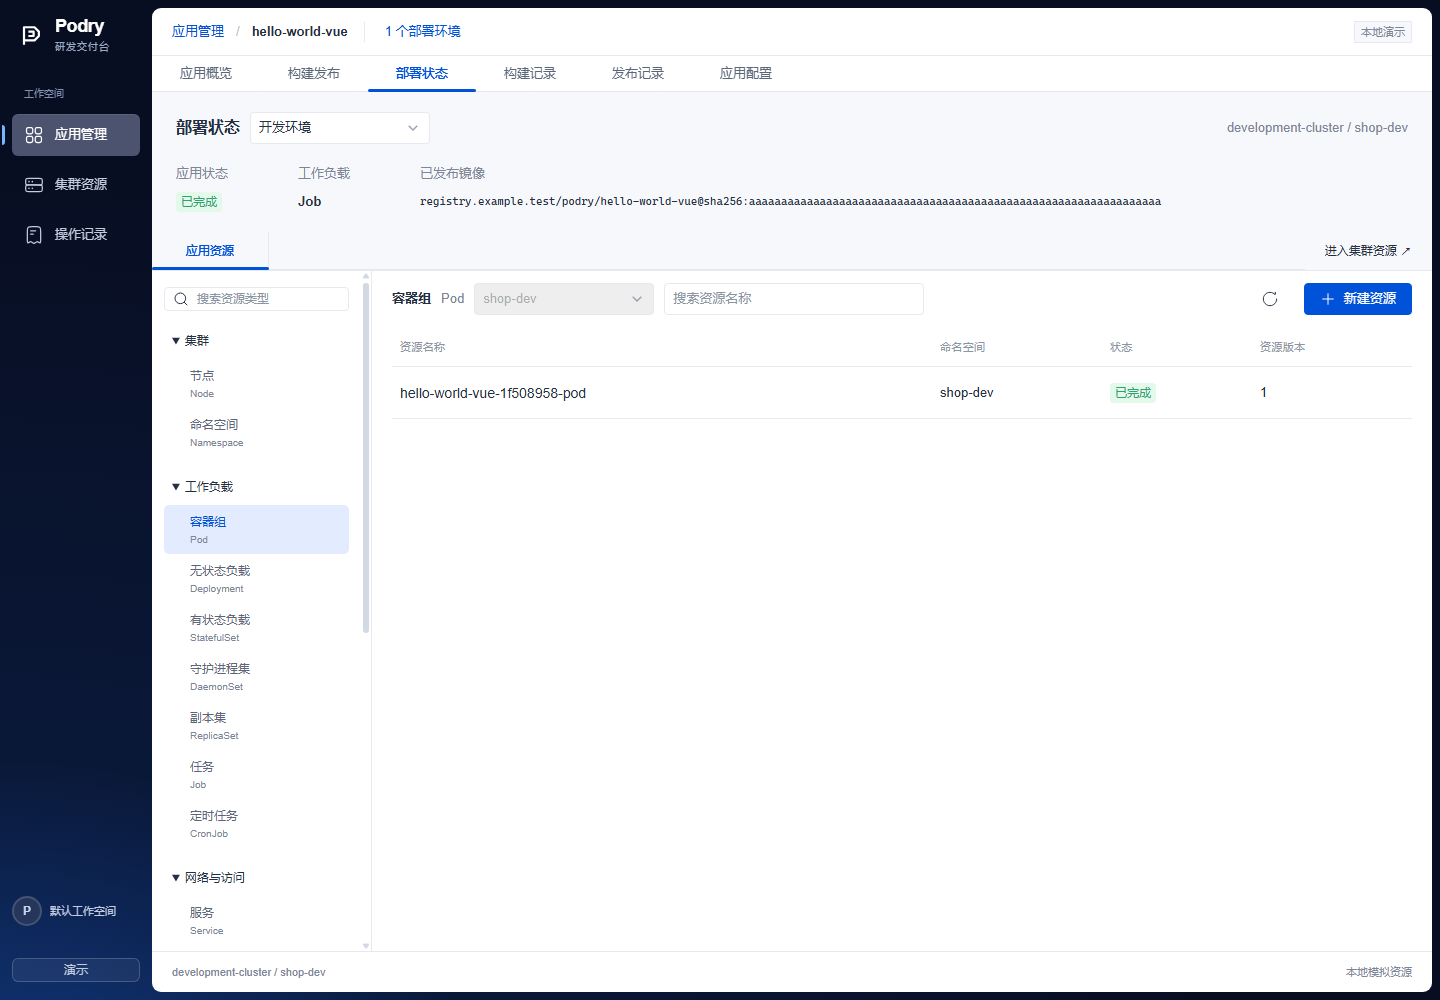 Podry
研发交付台
工作空间
应用管理
集群资源
操作记录
P 默认工作空间
演示
应用管理 / hello-world-vue 1 个部署环境 本地演示
应用概览 构建发布 部署状态 构建记录 发布记录 应用配置
部署状态 开发环境 development-cluster / shop-dev
应用状态 工作负载 已发布镜像
已完成 Job registry.example.test/podry/hello-world-vue@sha256:aaaaaaaaaaaaaaaaaaaaaaaaaaaaaaaaaaaaaaaaaaaaaaaaaaaaaaaaaaaaaaaa
应用资源 进入集群资源 ↗
搜索资源类型
▼ 集群
节点
Node
命名空间
Namespace
▼ 工作负载
容器组
Pod
无状态负载
Deployment
有状态负载
StatefulSet
守护进程集
DaemonSet
副本集
ReplicaSet
任务
Job
定时任务
CronJob
▼ 网络与访问
服务
Service
容器组 Pod shop-dev 搜索资源名称 新建资源
资源名称 命名空间 状态 资源版本
hello-world-vue-1f508958-pod shop-dev 已完成 1
development-cluster / shop-dev 本地模拟资源